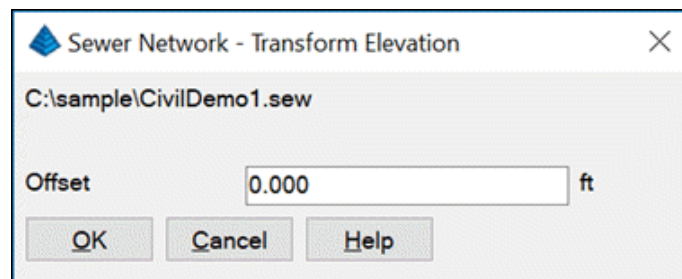 Sewer Network - Transform Elevation
C:\sample\CivilDemo1.sew
Offset 0.000 ft
OK Cancel Help